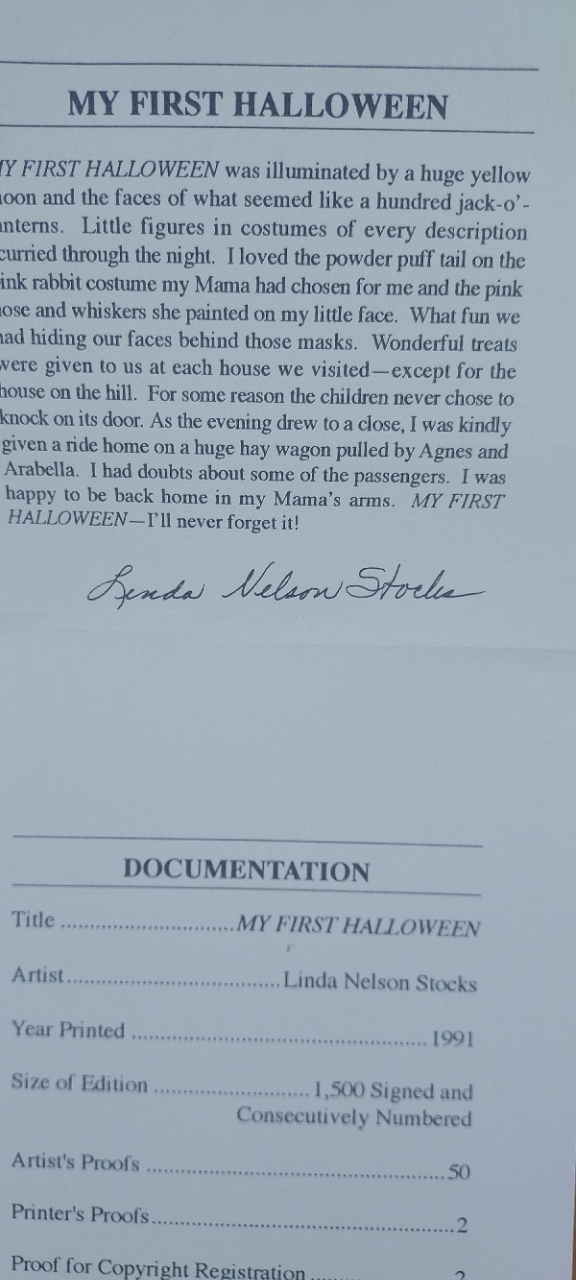 MY FIRST HALLOWEEN
MY FIRST HALLOWEEN was illuminated by a huge yellow
oon and the faces of what seemed like a hundred jack-o'-
anterns. Little figures in costumes of every description
curried through the night. I loved the powder puff tail on the
ink rabbit costume my Mama had chosen for me and the pink
ose and whiskers she painted on my little face. What fun we
had hiding our faces behind those masks. Wonderful treats
were given to us at each house we visited—except for the
house on the hill. For some reason the children never chose to
knock on its door. As the evening drew to a close, I was kindly
given a ride home on a huge hay wagon pulled by Agnes and
Arabella. I had doubts about some of the passengers. I was
happy to be back home in my Mama's arms. MY FIRST
HALLOWEEN—I'll never forget it!
Linda Nelson Stocks
DOCUMENTATION
Title .............................MY FIRST HALLOWEEN
Artist....................................Linda Nelson Stocks
Year Printed ................................................. 1991
Size of Edition .......................... 1,500 Signed and
Consecutively Numbered
Artist's Proofs .................................................50
Printer's Proofs..................................................2
Proof for Copyright Registration ...................2